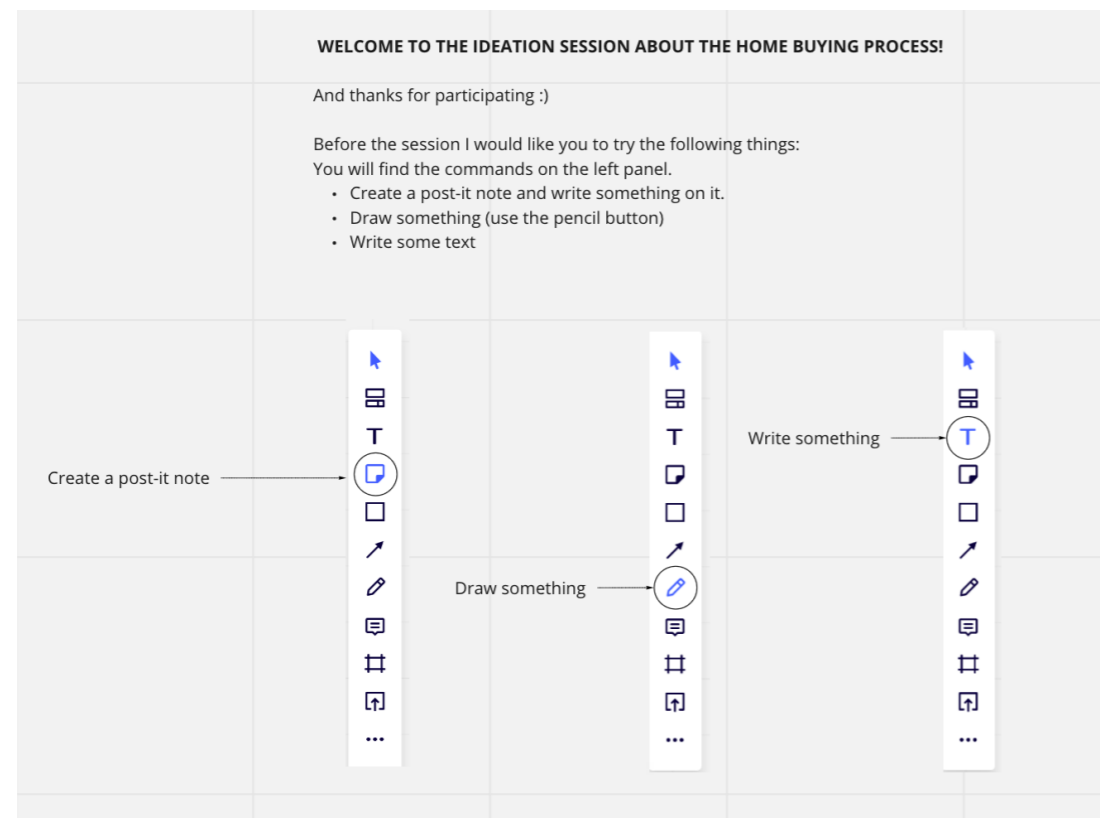 WELCOME TO THE IDEATION SESSION ABOUT THE HOME BUYING PROCESS!
And thanks for participating :)
Before the session I would like you to try the following things:
You will find the commands on the left panel.
• Create a post-it note and write something on it.
• Draw something (use the pencil button)
• Write some text
Create a post-it note
Draw something
Write something
T
T
T